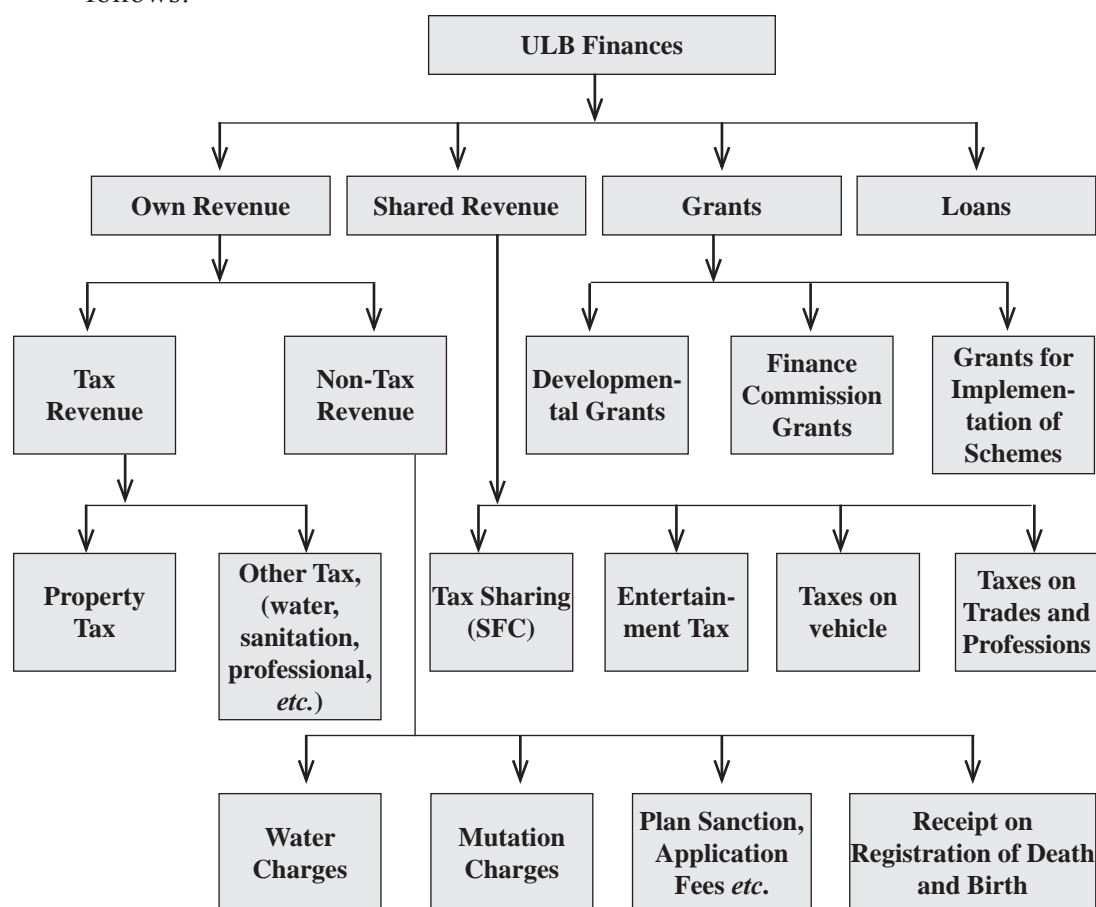 follows:
ULB Finances
Own Revenue
Shared Revenue
Grants
Loans
Tax
Revenue
Non-Tax
Revenue
Developmen-
tal Grants
Finance
Commission
Grants
Grants for
Implemen-
tation of
Schemes
Property
Tax
Other Tax,
(water,
sanitation,
professional,
etc.)
Tax Sharing
(SFC)
Entertain-
ment Tax
Taxes on
vehicle
Taxes on
Trades and
Professions
Water
Charges
Mutation
Charges
Plan Sanction,
Application
Fees etc.
Receipt on
Registration of Death
and Birth